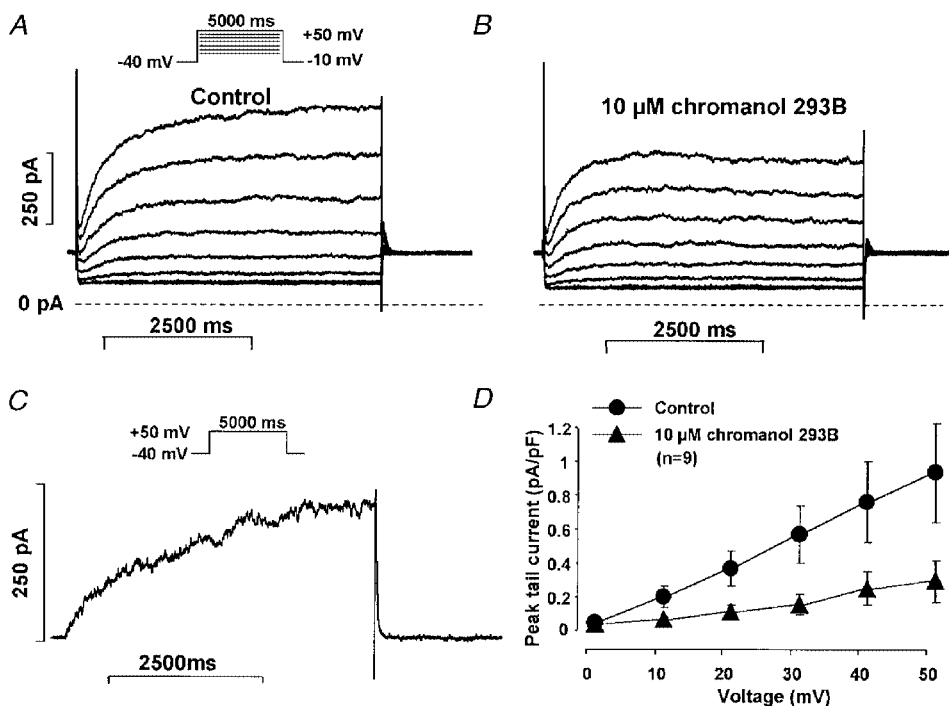 A
5000 ms
+50 mV
-40 mV
-10 mV
Control
250 pA
0 pA
2500 ms
B
10 µM chromanol 293B
2500 ms
C
5000 ms
+50 mV
-40 mV
250 pA
2500ms
D
Control
10 µM chromanol 293B
(n=9)
Peak tail current (pA/pF)
1.2
1
0.8
0.6
0.4
0.2
0
0 10 20 30 40 50
Voltage (mV)